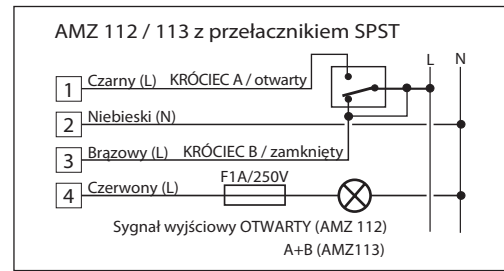 AMZ 112 / 113 z przełacznikiem SPST
L N
1 Czarny (L) KRÓCIEC A / otwarty
2 Niebieski (N)
3 Brązowy (L) KRÓCIEC B / zamknięty
F1A/250V
4 Czerwony (L)
Sygnał wyjściowy OTWARTY (AMZ 112)
A+B (AMZ113)